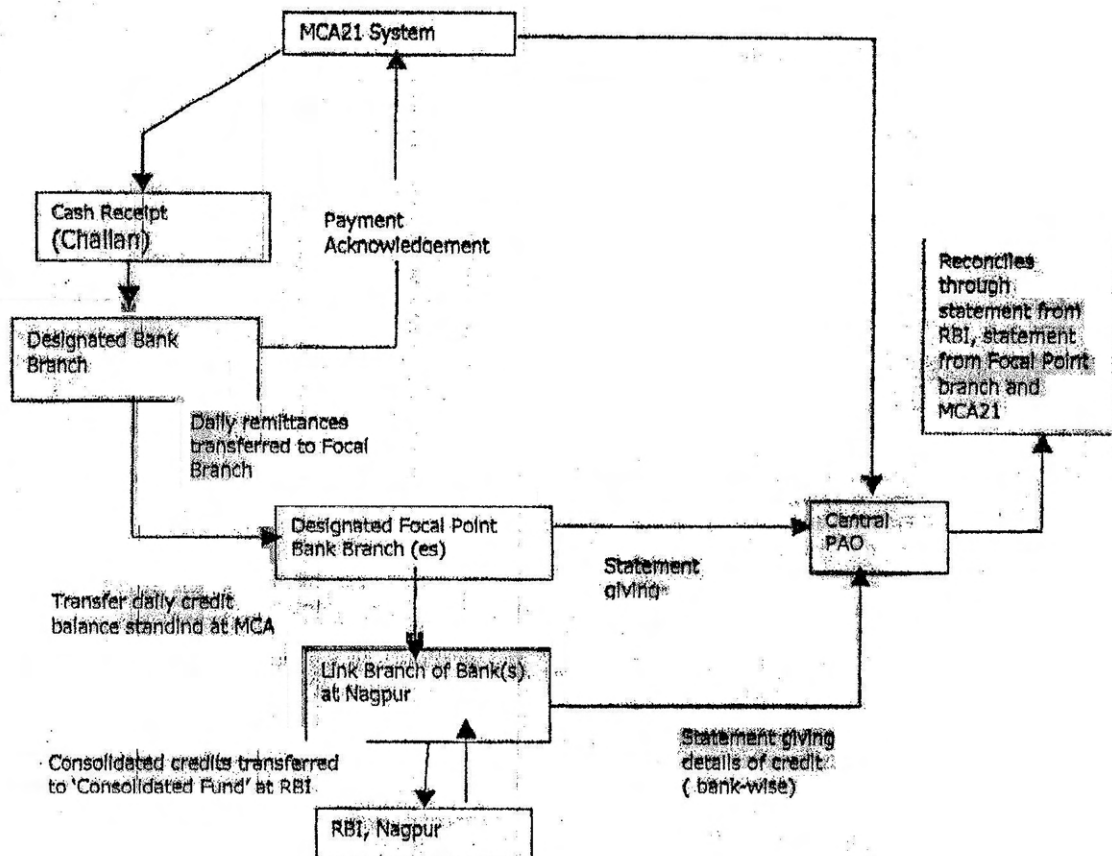 MCA21 System
Cash Receipt
(Challan)
Payment
Acknowledgement
Designated Bank
Branch
Daily remittances
transferred to Focal
Branch
Reconciles
through
statement from
RBI, statement
from Focal Point
branch and
MCA21
Designated Focal Point
Bank Branch (es)
Statement
giving
Central
PAO
Transfer daily credit
balance standing at MCA
Link Branch of Bank(s)
at Nagpur
Consolidated credits transferred
to 'Consolidated Fund' at RBI
Statement giving
details of credit
( bank-wise)
RBI, Nagpur